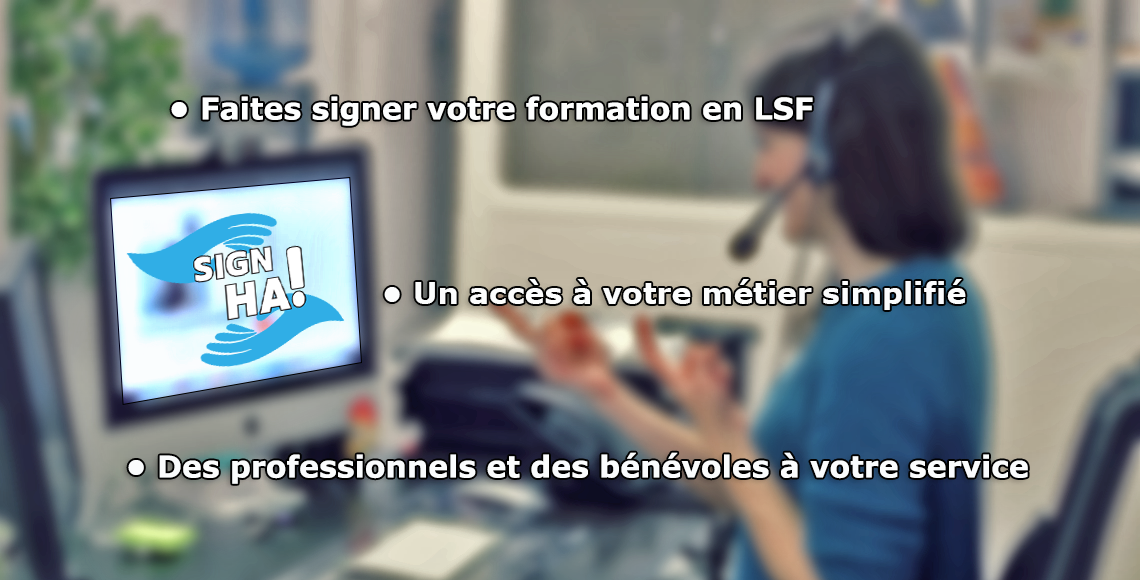 • Faites signer votre formation en LSF
SIGN
HA!
• Un accès à votre métier simplifié
• Des professionnels et des bénévoles à votre service